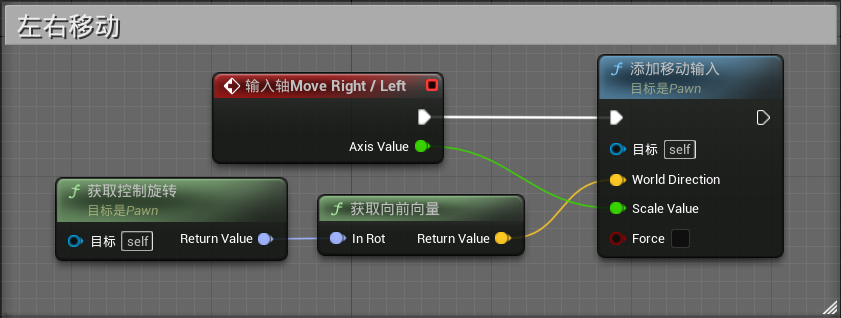 左右移动
输入轴Move Right / Left
Axis Value
添加移动输入
目标是Pawn
目标 self
World Direction
Scale Value
Force
获取控制旋转
目标是Pawn
目标 self Return Value
获取向前向量
In Rot Return Value